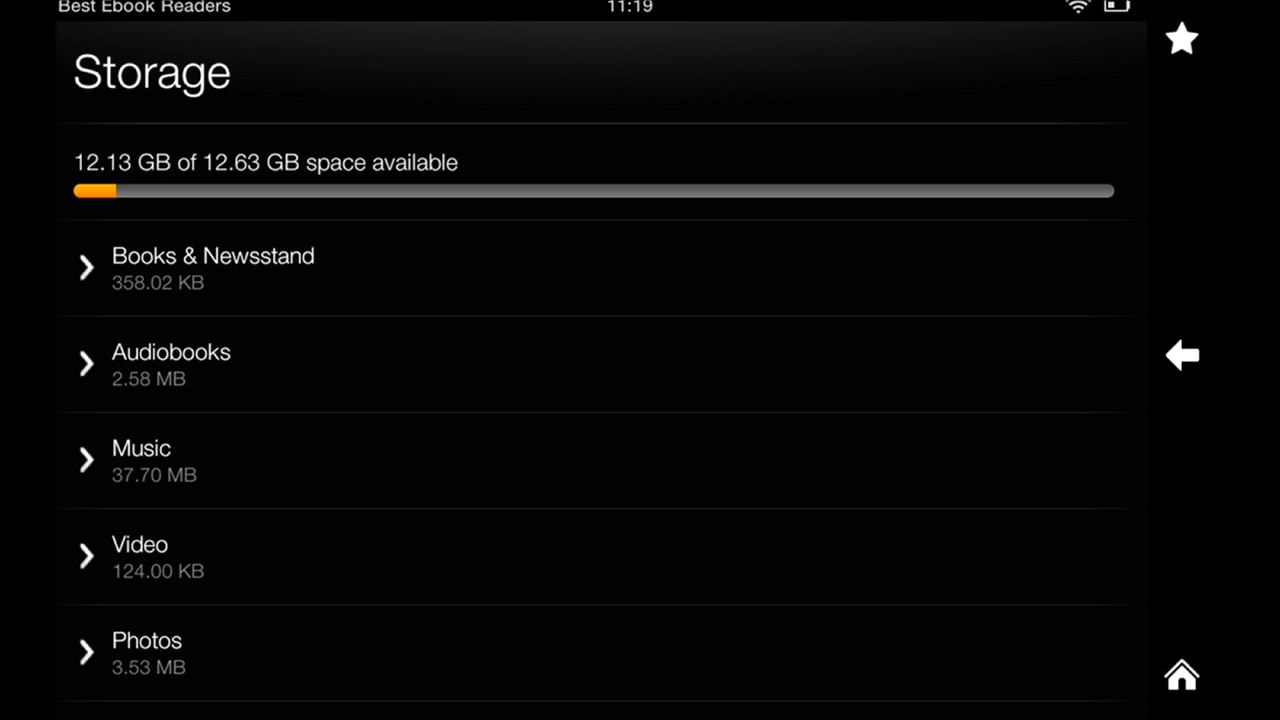 Best Ebook Readers
11:19
Storage
12.13 GB of 12.63 GB space available
Books & Newsstand
358.02 KB
Audiobooks
2.58 MB
Music
37.70 MB
Video
124.00 KB
Photos
3.53 MB